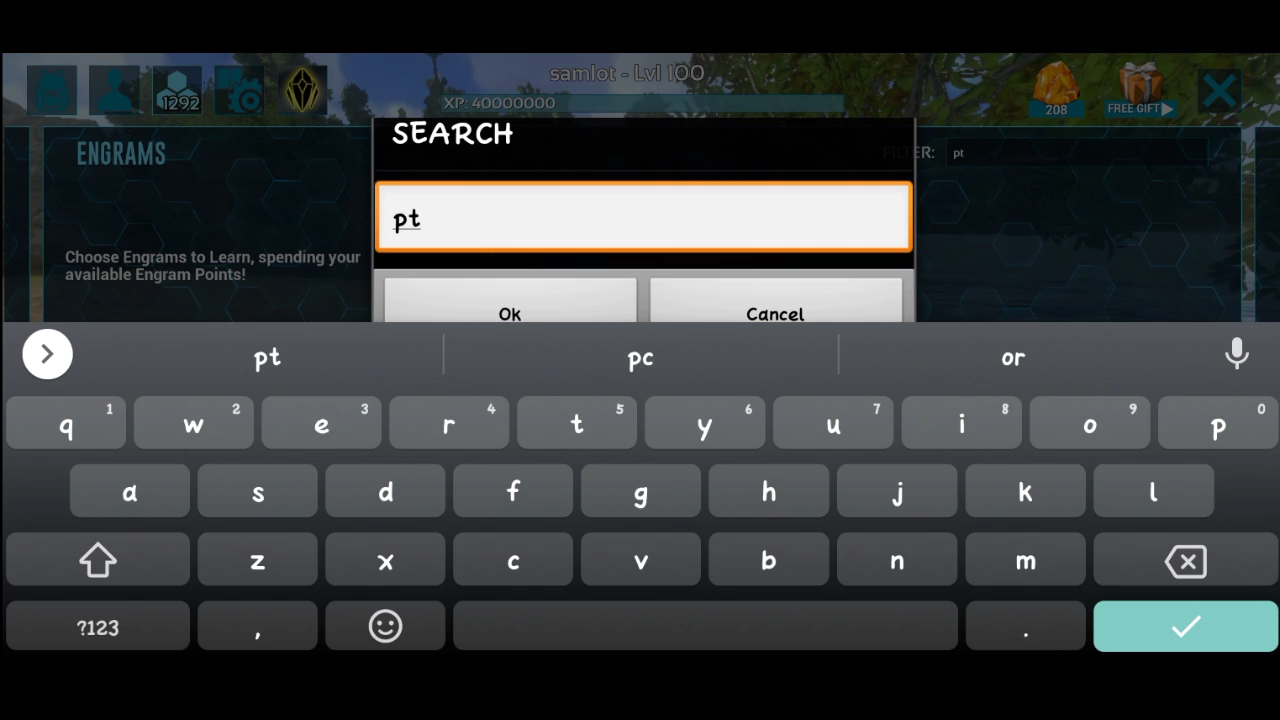 samlot - Lvl 100
1292
XP: 40000000
208
FREE GIFT
ENGRAMS
SEARCH
FILTER: pt
pt
Choose Engrams to Learn, spending your
available Engram Points!
Ok Cancel
pt pc or
q 1 w 2 e 3 r 4 t 5 y 6 u 7 i 8 o 9 p 0
a s d f g h j k l
z x c v b n m
?123 , .